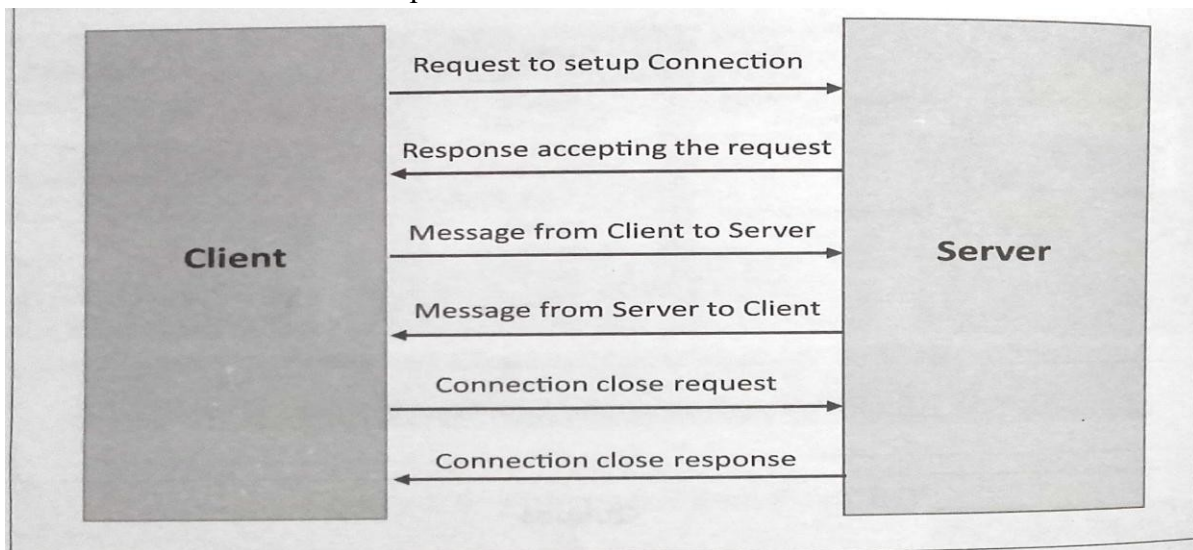 Request to setup Connection
Response accepting the request
Message from Client to Server
Client
Server
Message from Server to Client
Connection close request
Connection close response